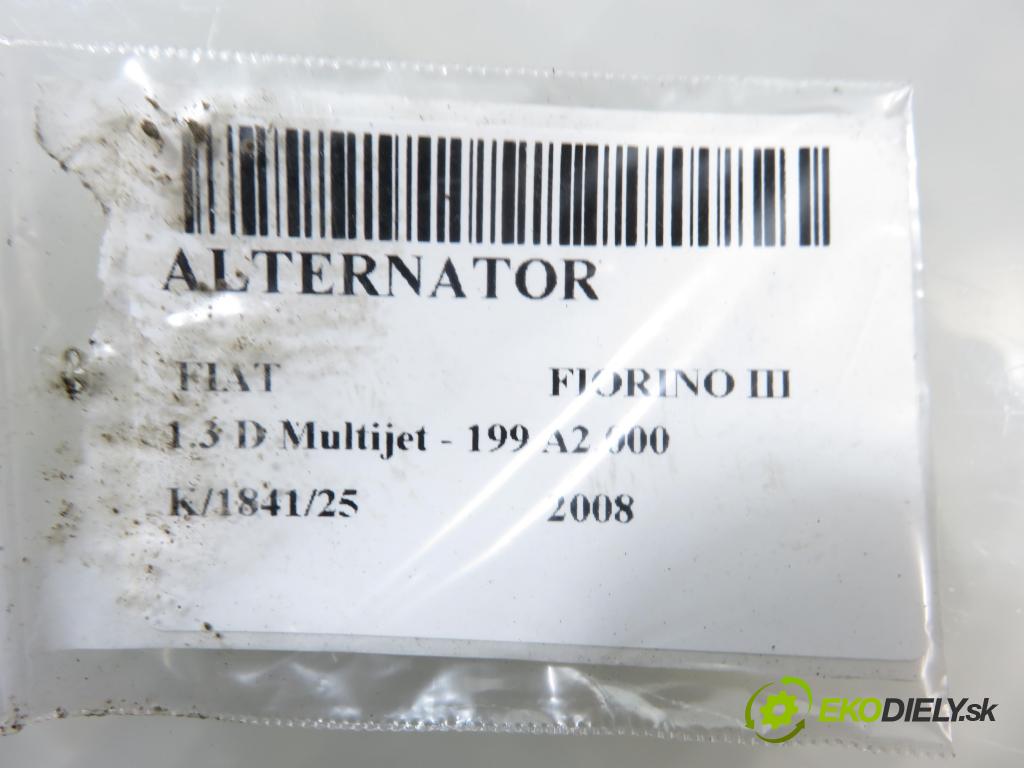 ALTERNATOR
FIAT FIORINO III
1.3 D Multijet - 199 A2.000
K/1841/25 2008
EKODIELY.sk